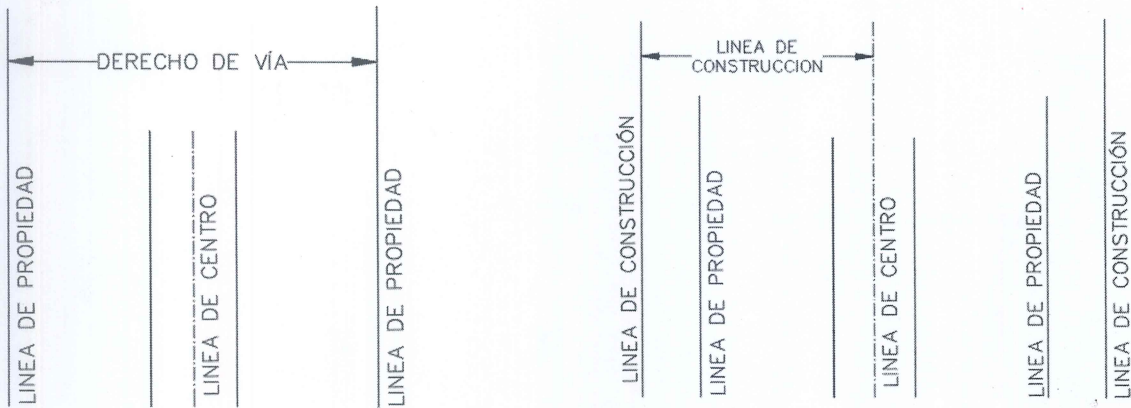 DERECHO DE VÍA
LINEA DE PROPIEDAD
LINEA DE CENTRO
LINEA DE PROPIEDAD
LINEA DE
CONSTRUCCION
LINEA DE CONSTRUCCIÓN
LINEA DE PROPIEDAD
LINEA DE CENTRO
LINEA DE PROPIEDAD
LINEA DE CONSTRUCCIÓN